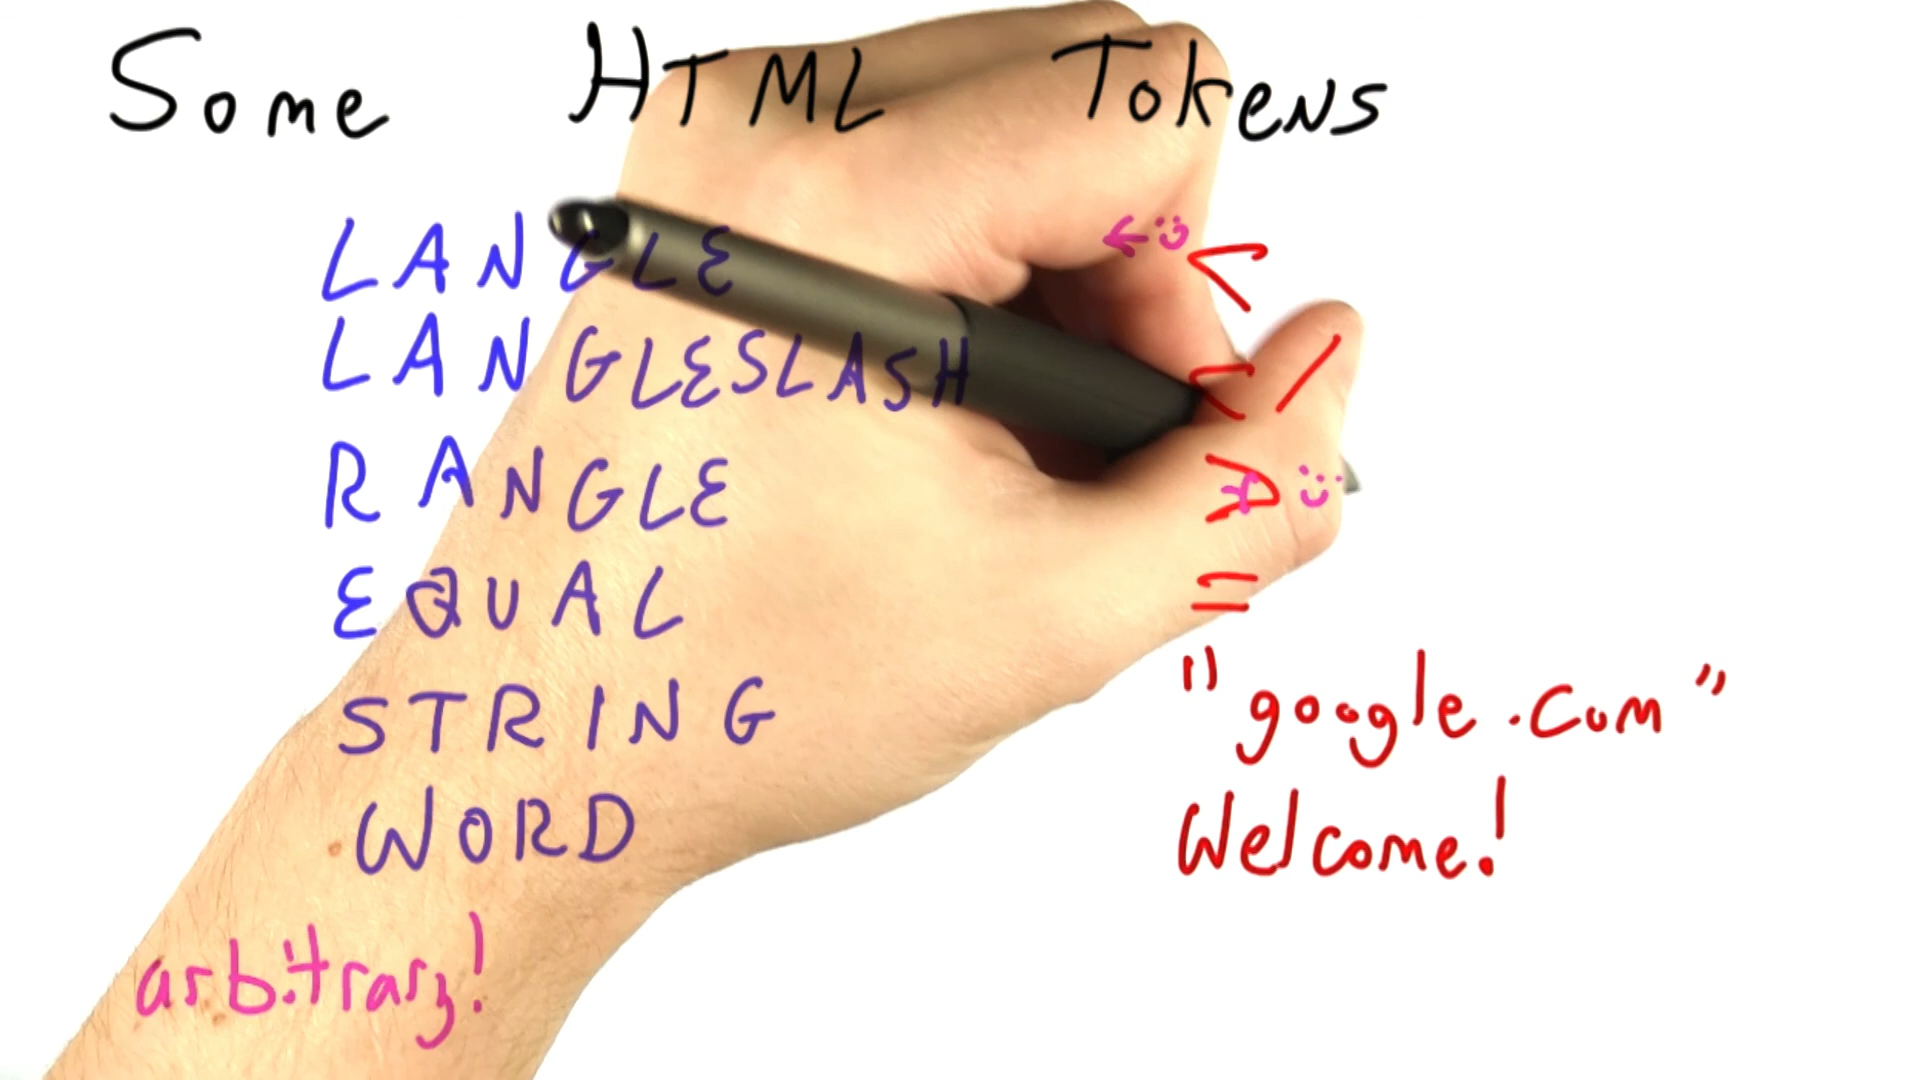 Some HTML Tokens
LANGLE <
LANGLESLASH </
RANGLE >
EQUAL =
STRING "google.com"
WORD Welcome!
arbitrary!